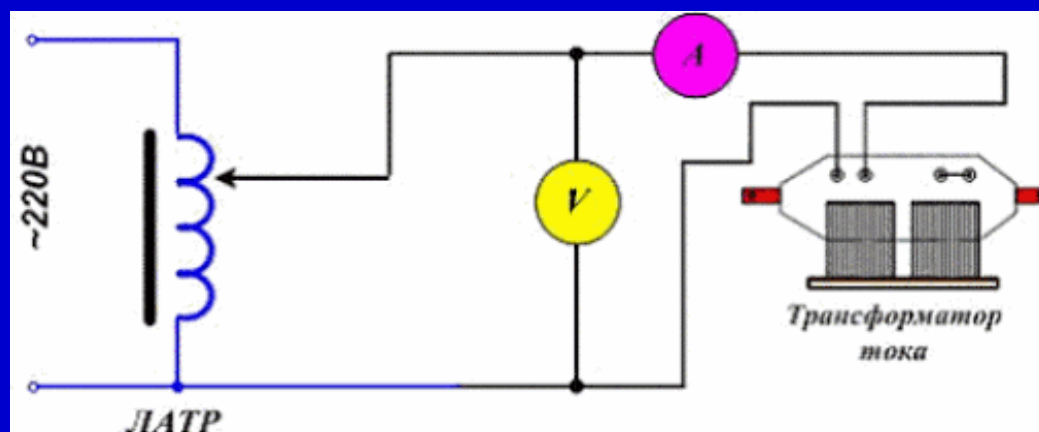 A
~220В
V
Трансформатор
тока
ЛАТР